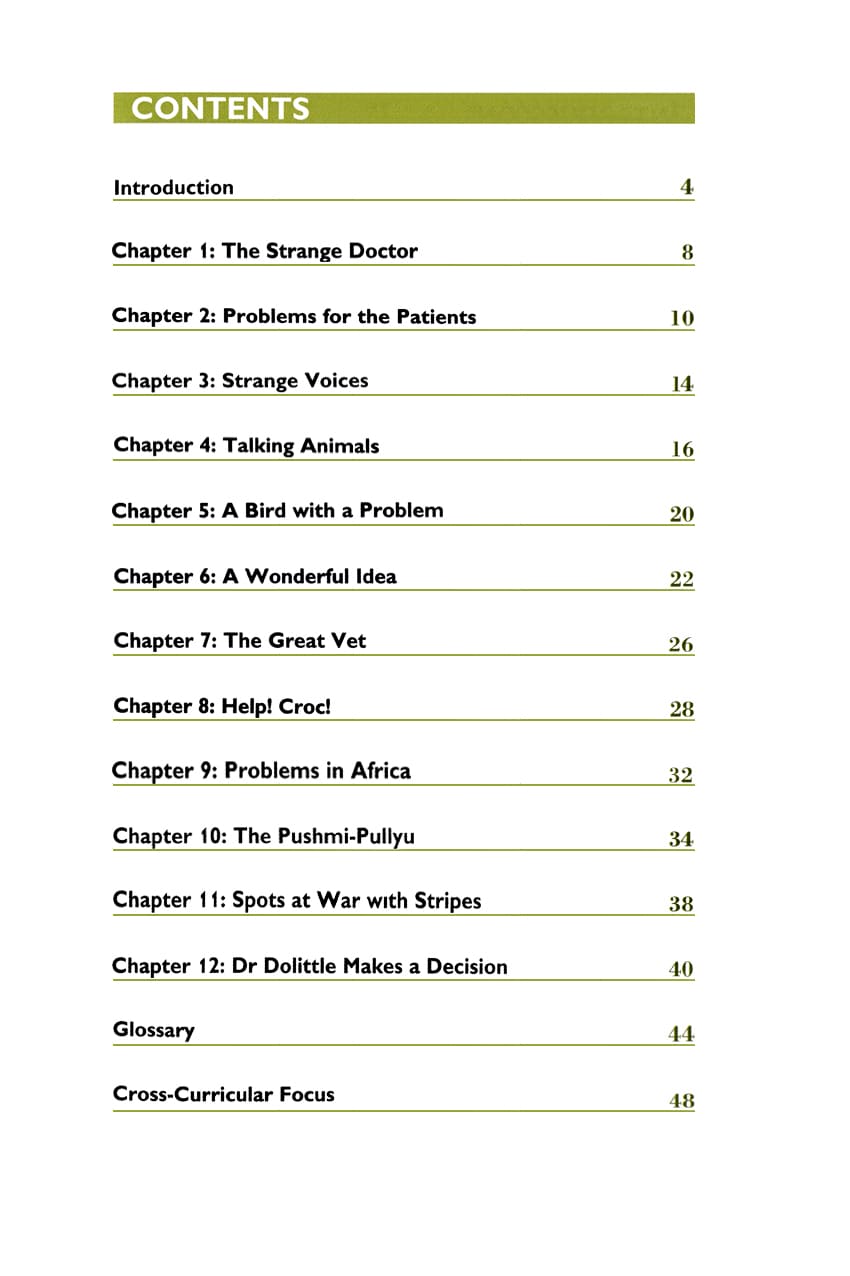 CONTENTS
Introduction 4
Chapter 1: The Strange Doctor 8
Chapter 2: Problems for the Patients 10
Chapter 3: Strange Voices 14
Chapter 4: Talking Animals 16
Chapter 5: A Bird with a Problem 20
Chapter 6: A Wonderful Idea 22
Chapter 7: The Great Vet 26
Chapter 8: Help! Croc! 28
Chapter 9: Problems in Africa 32
Chapter 10: The Pushmi-Pullyu 34
Chapter 11: Spots at War with Stripes 38
Chapter 12: Dr Dolittle Makes a Decision 40
Glossary 44
Cross-Curricular Focus 48